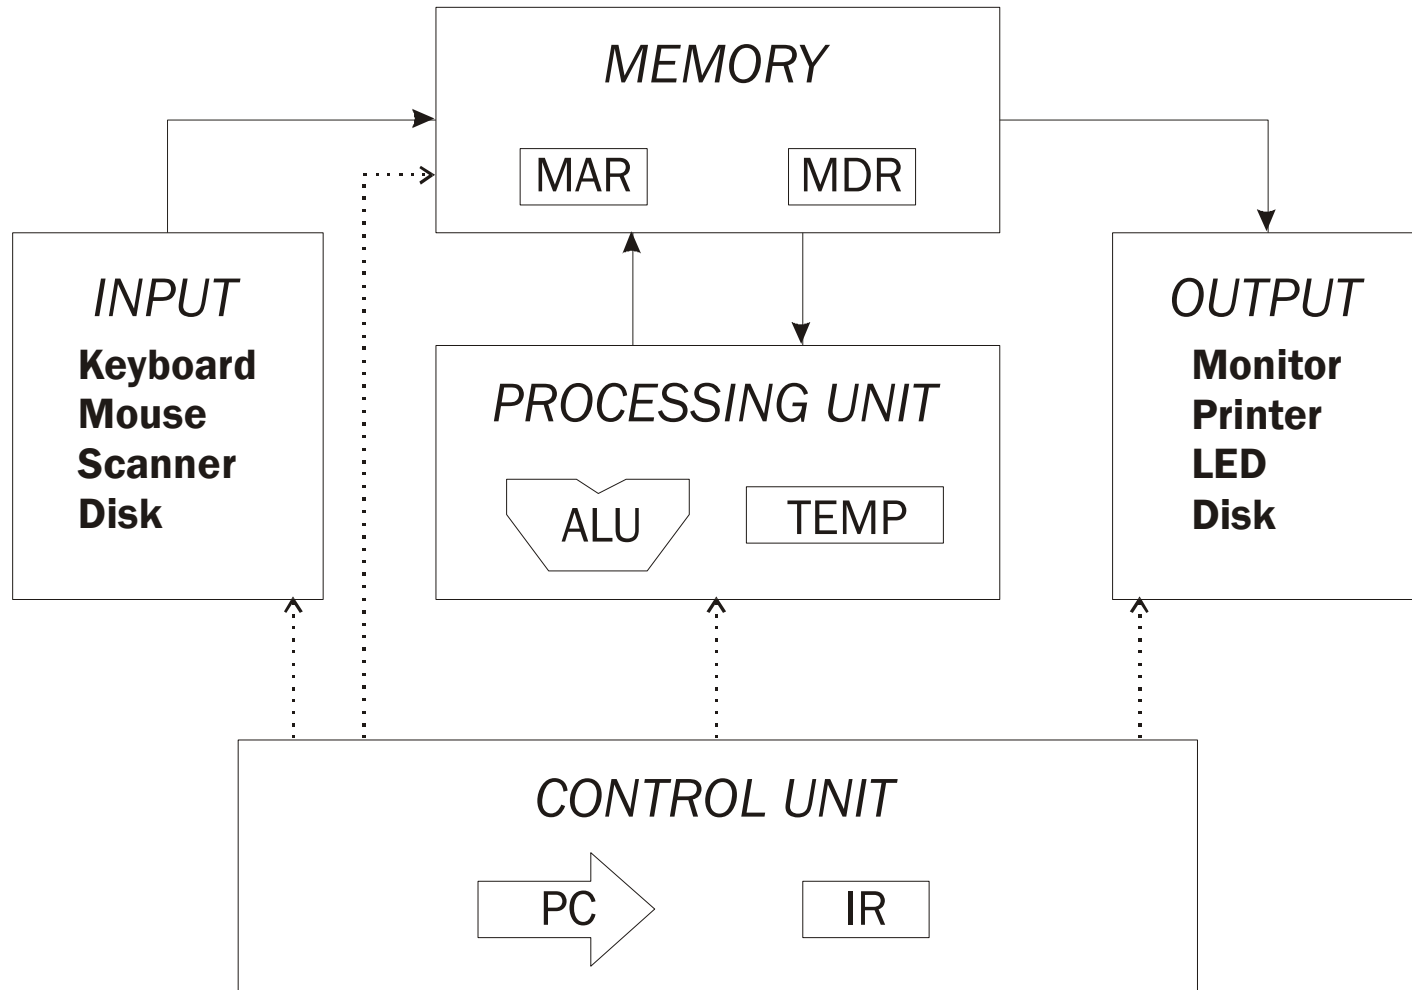 MEMORY
MAR
MDR
INPUT
Keyboard
Mouse
Scanner
Disk
PROCESSING UNIT
ALU
TEMP
OUTPUT
Monitor
Printer
LED
Disk
CONTROL UNIT
PC
IR